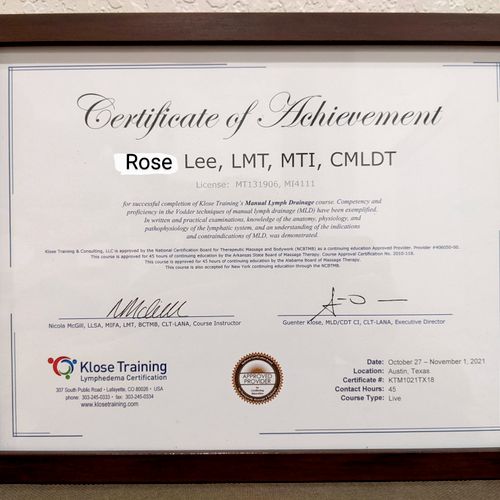 Certificate of Achievement
Rose Lee, LMT, MTI, CMLDT
License: MT131906, MI4111
for successful completion of Klose Training's Manual Lymph Drainage course. Competency and
proficiency in the Vodder techniques of manual lymph drainage (MLD) have been exemplified.
In written and practical examinations, knowledge of the anatomy, physiology, and
pathophysiology of the lymphatic system, and an understanding of the indications
and contraindications of MLD, was demonstrated.
Klose Training & Consulting, LLC is approved by the National Certification Board for Therapeutic Massage and Bodywork (NCBTMB) as a continuing education Approved Provider. Provider #406050-00.
This course is approved for 45 hours of continuing education by the Arkansas State Board of Massage Therapy. Course Approval Certification No. 2010-118.
This course is approved for 45 hours of continuing education by the Alabama Board of Massage Therapy.
This course is also accepted for New York continuing education through the NCBTMB.
Nicola McGill, LLSA, MIFA, LMT, BCTMB, CLT-LANA, Course Instructor
Guenter Klose, MLD/CDT CI, CLT-LANA, Executive Director
Klose Training
Lymphedema Certification
307 South Public Road • Lafayette, CO 80026 • USA
phone: 303-245-0333 • fax: 303-245-0334
www.klosetraining.com
APPROVED
PROVIDER
Date: October 27 – November 1, 2021
Location: Austin, Texas
Certificate #: KTM1021TX18
Contact Hours: 45
Course Type: Live